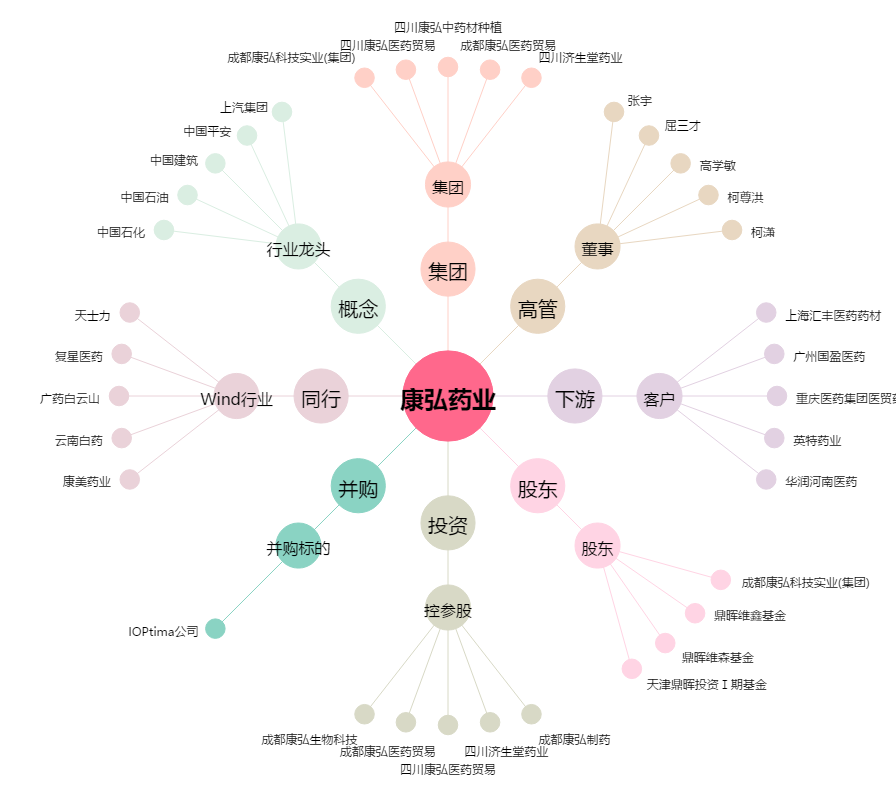 四川康弘中药材种植
四川康弘医药贸易
成都康弘医药贸易
成都康弘科技实业(集团)
四川济生堂药业
集团
集团
上汽集团
中国平安
中国建筑
中国石油
中国石化
行业龙头
概念
张宇
屈三才
高学敏
柯尊洪
柯潇
董事
高管
天士力
复星医药
广药白云山
云南白药
康美药业
Wind行业
同行
康弘药业
下游
客户
上海汇丰医药药材
广州国盈医药
重庆医药集团医贸药
英特药业
华润河南医药
并购
并购标的
IOPtima公司
股东
股东
成都康弘科技实业(集团)
鼎晖维鑫基金
鼎晖维森基金
天津鼎晖投资Ⅰ期基金
投资
控参股
成都康弘生物科技
成都康弘医药贸易
四川康弘医药贸易
四川济生堂药业
成都康弘制药